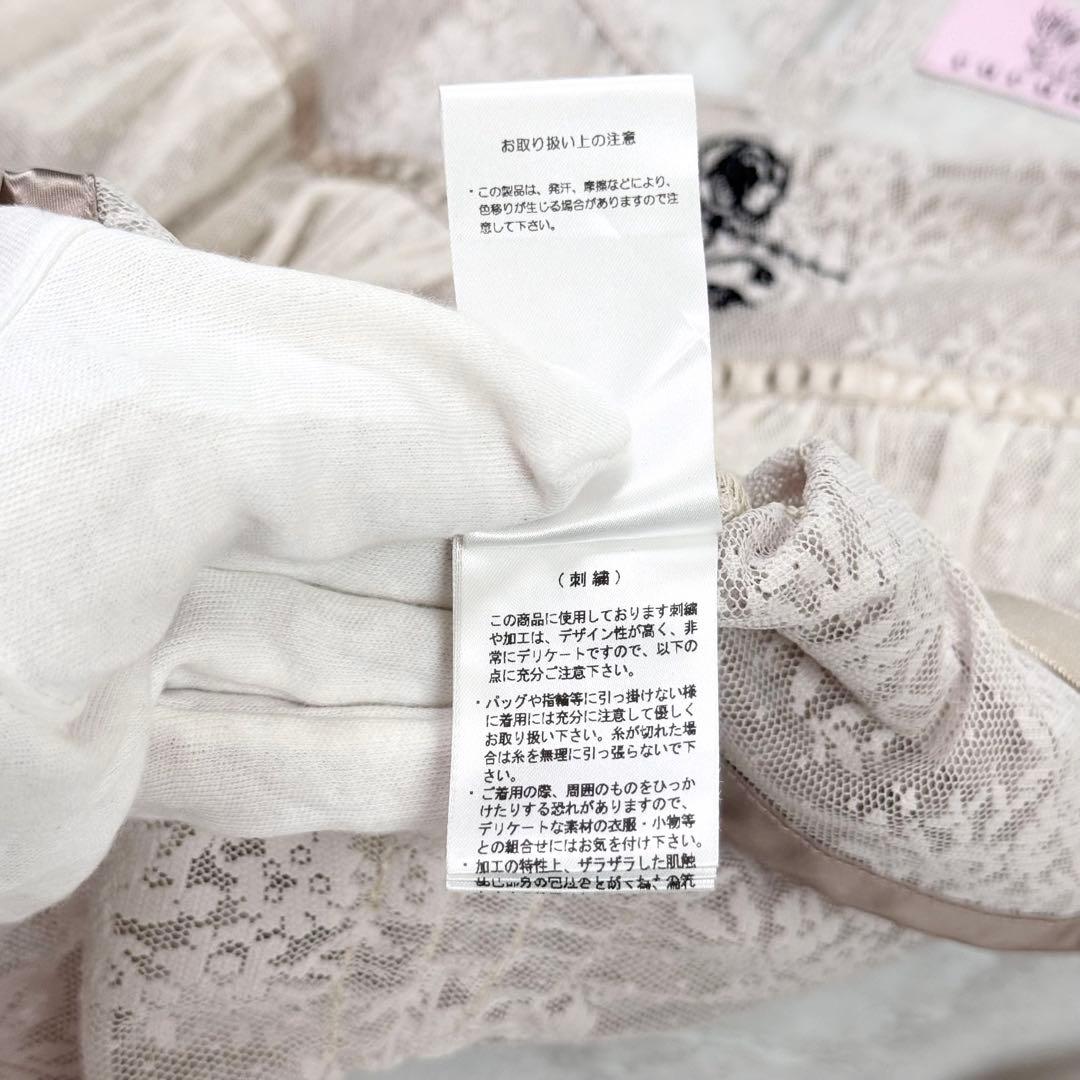 お取り扱い上の注意
・この製品は、発汗、摩擦などにより、
色移りが生じる場合がありますので注
意して下さい。
（刺繍）
この商品に使用しております刺繍
や加工は、デザイン性が高く、非
常にデリケートですので、以下の
点に充分ご注意下さい。
・バッグや指輪等に引っ掛けない様
に着用には充分に注意して優しく
お取り扱い下さい。糸が切れた場
合は糸を無理に引っ張らないで下
さい。
・ご着用の際、周囲のものをひっか
けたりする恐れがありますので、
デリケートな素材の衣服・小物等
との組合せにはお気を付け下さい。
・加工の特性上、ザラザラした肌触